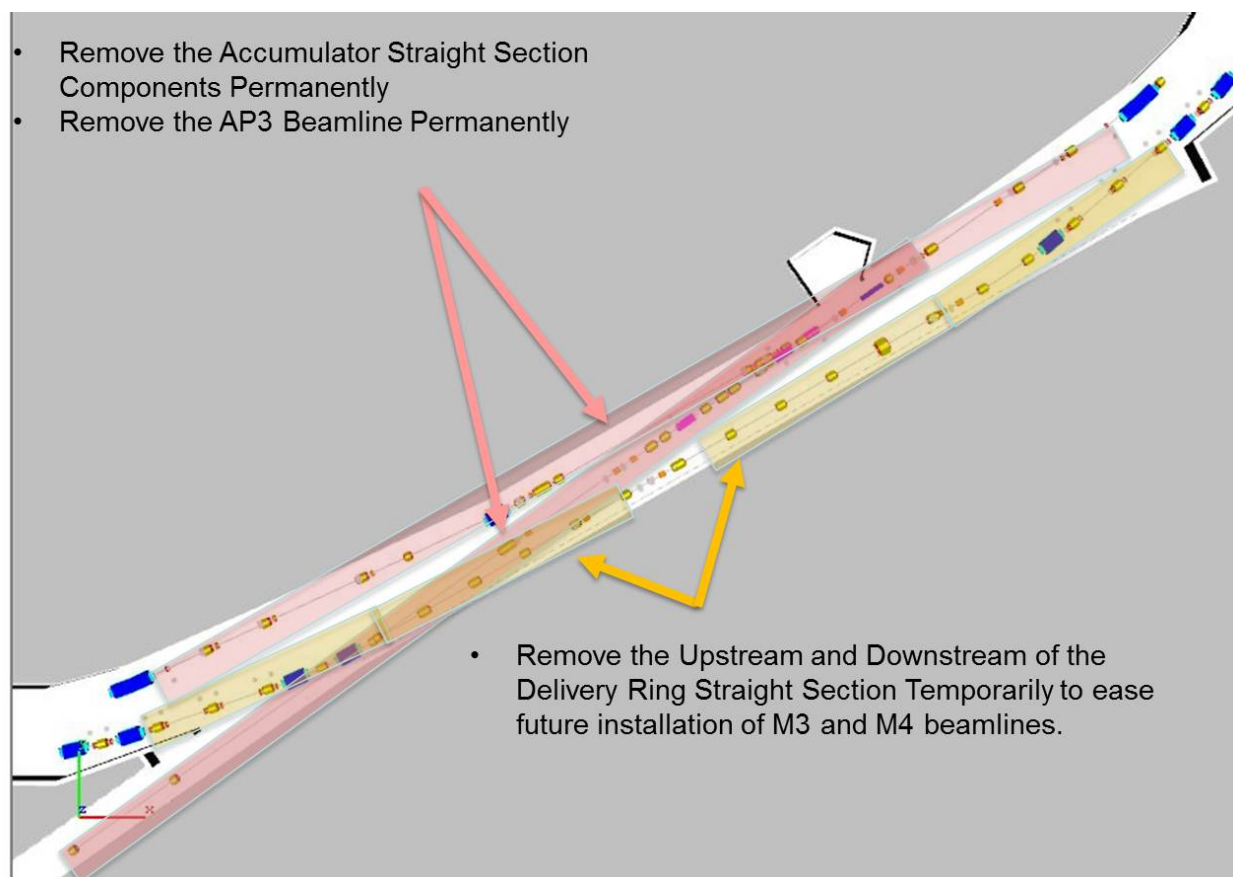 • Remove the Accumulator Straight Section
Components Permanently
• Remove the AP3 Beamline Permanently
• Remove the Upstream and Downstream of the
Delivery Ring Straight Section Temporarily to ease
future installation of M3 and M4 beamlines.
Z X